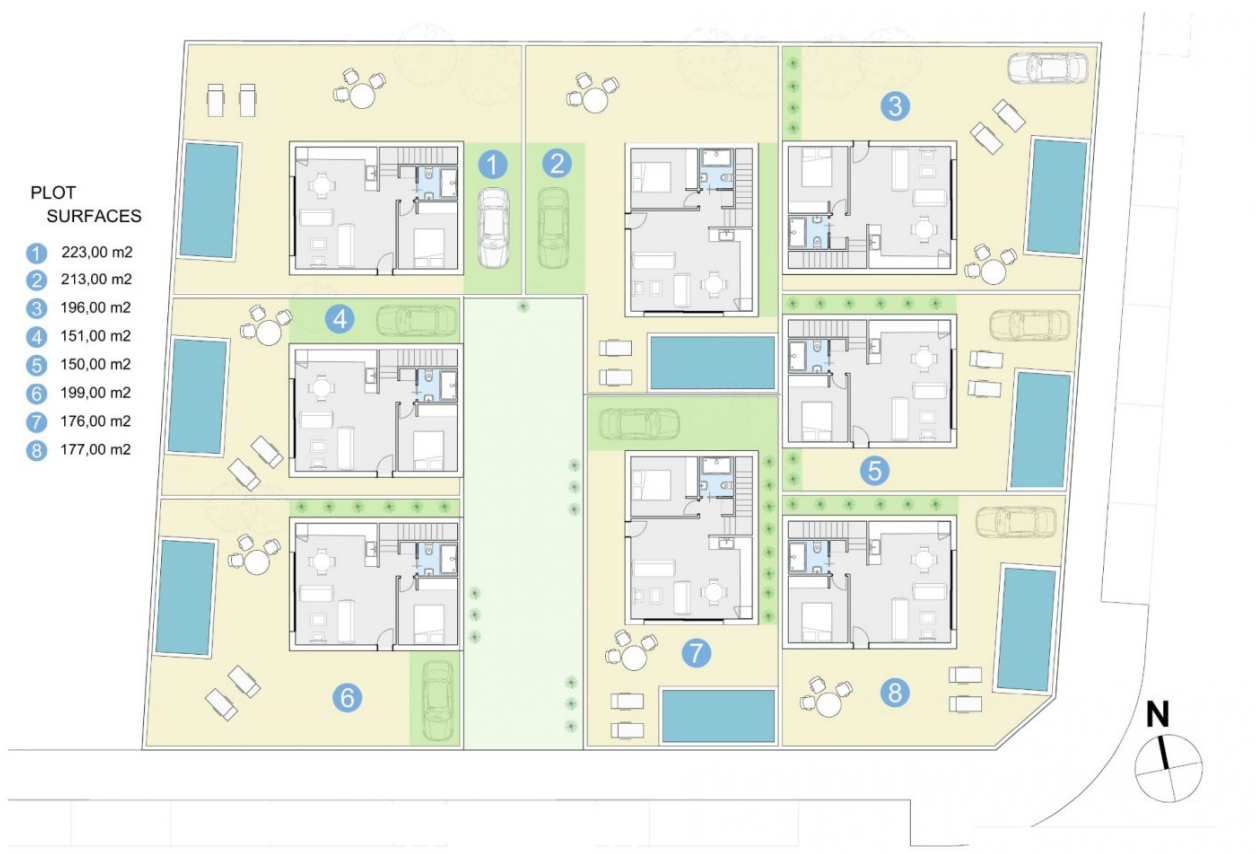 PLOT
SURFACES
1 223,00 m2
2 213,00 m2
3 196,00 m2
4 151,00 m2
5 150,00 m2
6 199,00 m2
7 176,00 m2
8 177,00 m2
1
2
3
4
5
6
7
8
N